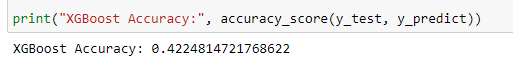 print("XGBoost Accuracy:", accuracy_score(y_test, y_predict))
XGBoost Accuracy: 0.4224814721768622